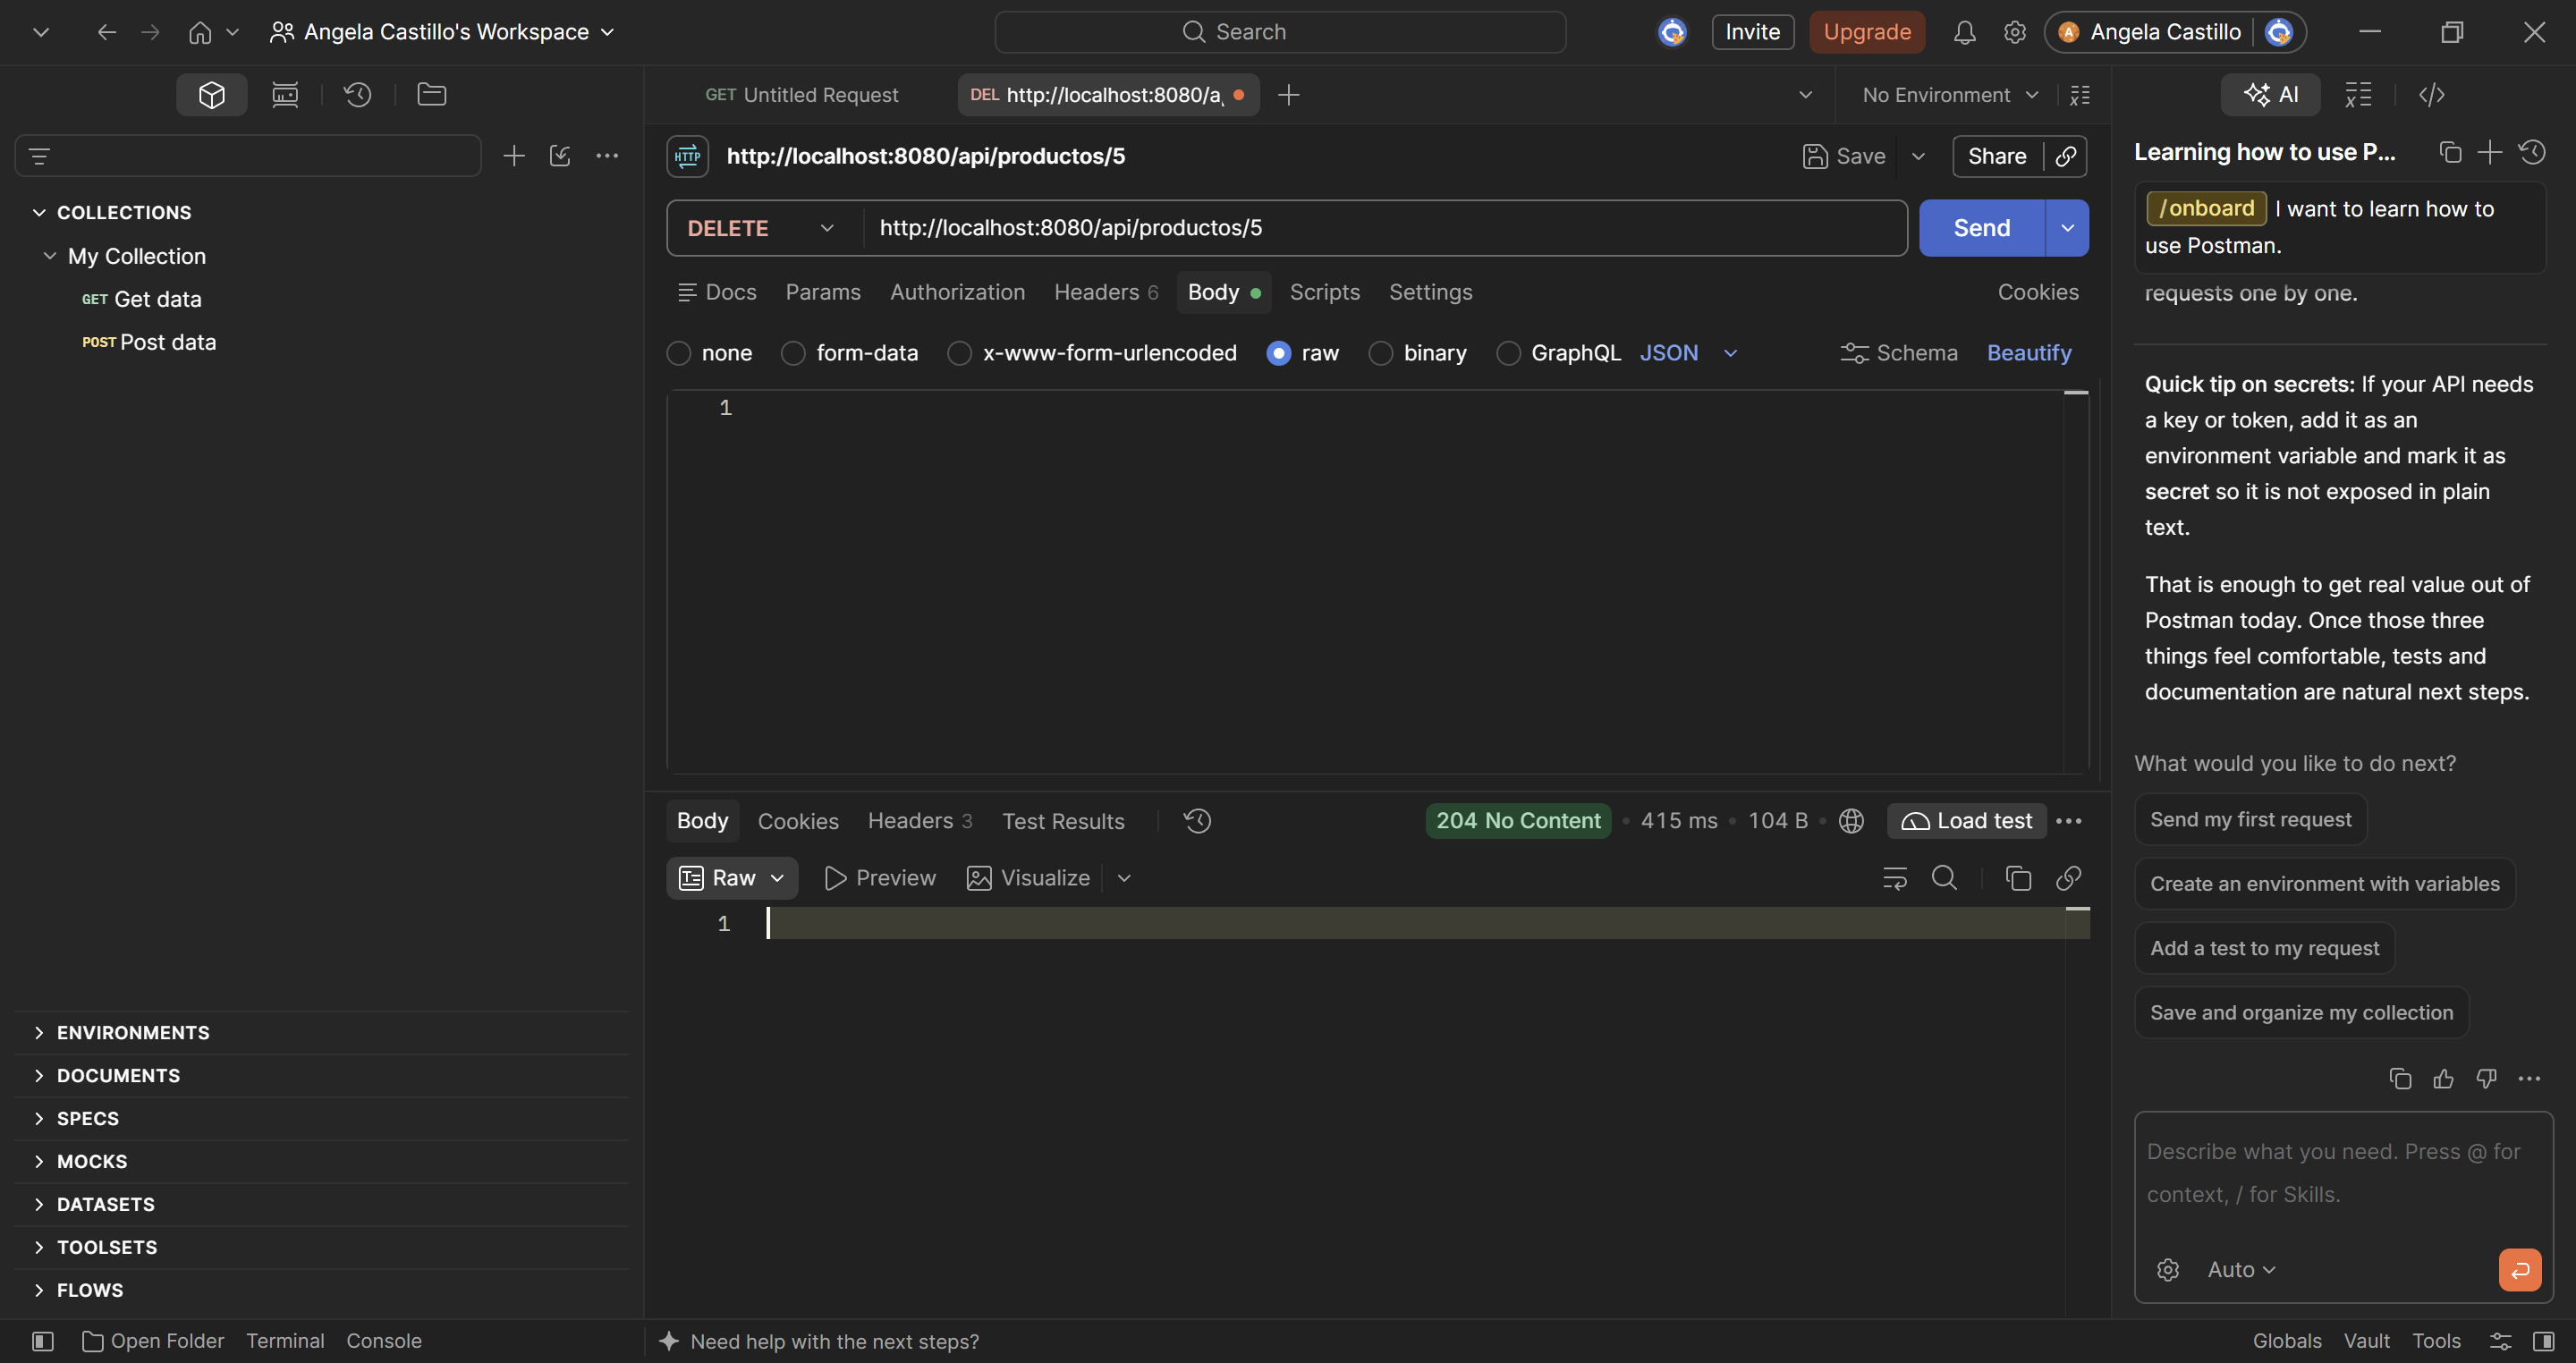 Angela Castillo's Workspace
Search
Invite
Upgrade
A
Angela Castillo
COLLECTIONS
My Collection
GET Get data
POST Post data
ENVIRONMENTS
DOCUMENTS
SPECS
MOCKS
DATASETS
TOOLSETS
FLOWS
GET Untitled Request
DEL http://localhost:8080/a
No Environment
HTTP
http://localhost:8080/api/productos/5
Save
Share
DELETE
http://localhost:8080/api/productos/5
Send
Docs
Params
Authorization
Headers 6
Body
Scripts
Settings
Cookies
none
form-data
x-www-form-urlencoded
raw
binary
GraphQL
JSON
Schema
Beautify
1
Body
Cookies
Headers 3
Test Results
204 No Content
415 ms
104 B
Load test
Raw
Preview
Visualize
1
AI
Learning how to use P...
/onboard I want to learn how to
use Postman.
requests one by one.
Quick tip on secrets: If your API needs
a key or token, add it as an
environment variable and mark it as
secret so it is not exposed in plain
text.
That is enough to get real value out of
Postman today. Once those three
things feel comfortable, tests and
documentation are natural next steps.
What would you like to do next?
Send my first request
Create an environment with variables
Add a test to my request
Save and organize my collection
Describe what you need. Press @ for
context, / for Skills.
Auto
Open Folder
Terminal
Console
Need help with the next steps?
Globals
Vault
Tools